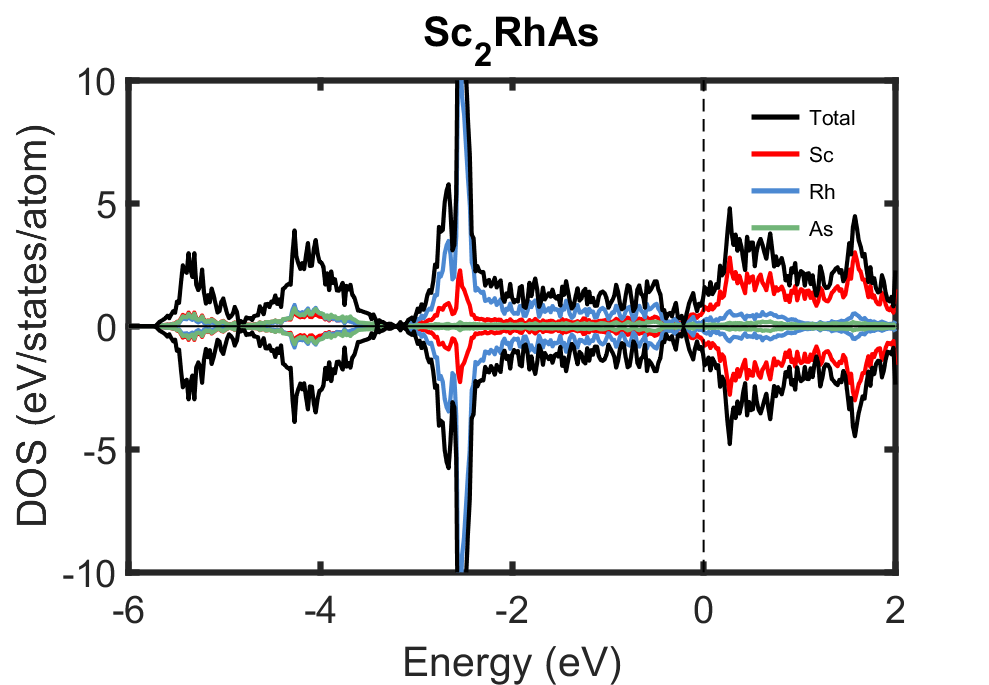 Sc2RhAs
DOS (eV/states/atom)
10
5
0
-5
-10
Total
Sc
Rh
As
-6 -4 -2 0 2
Energy (eV)